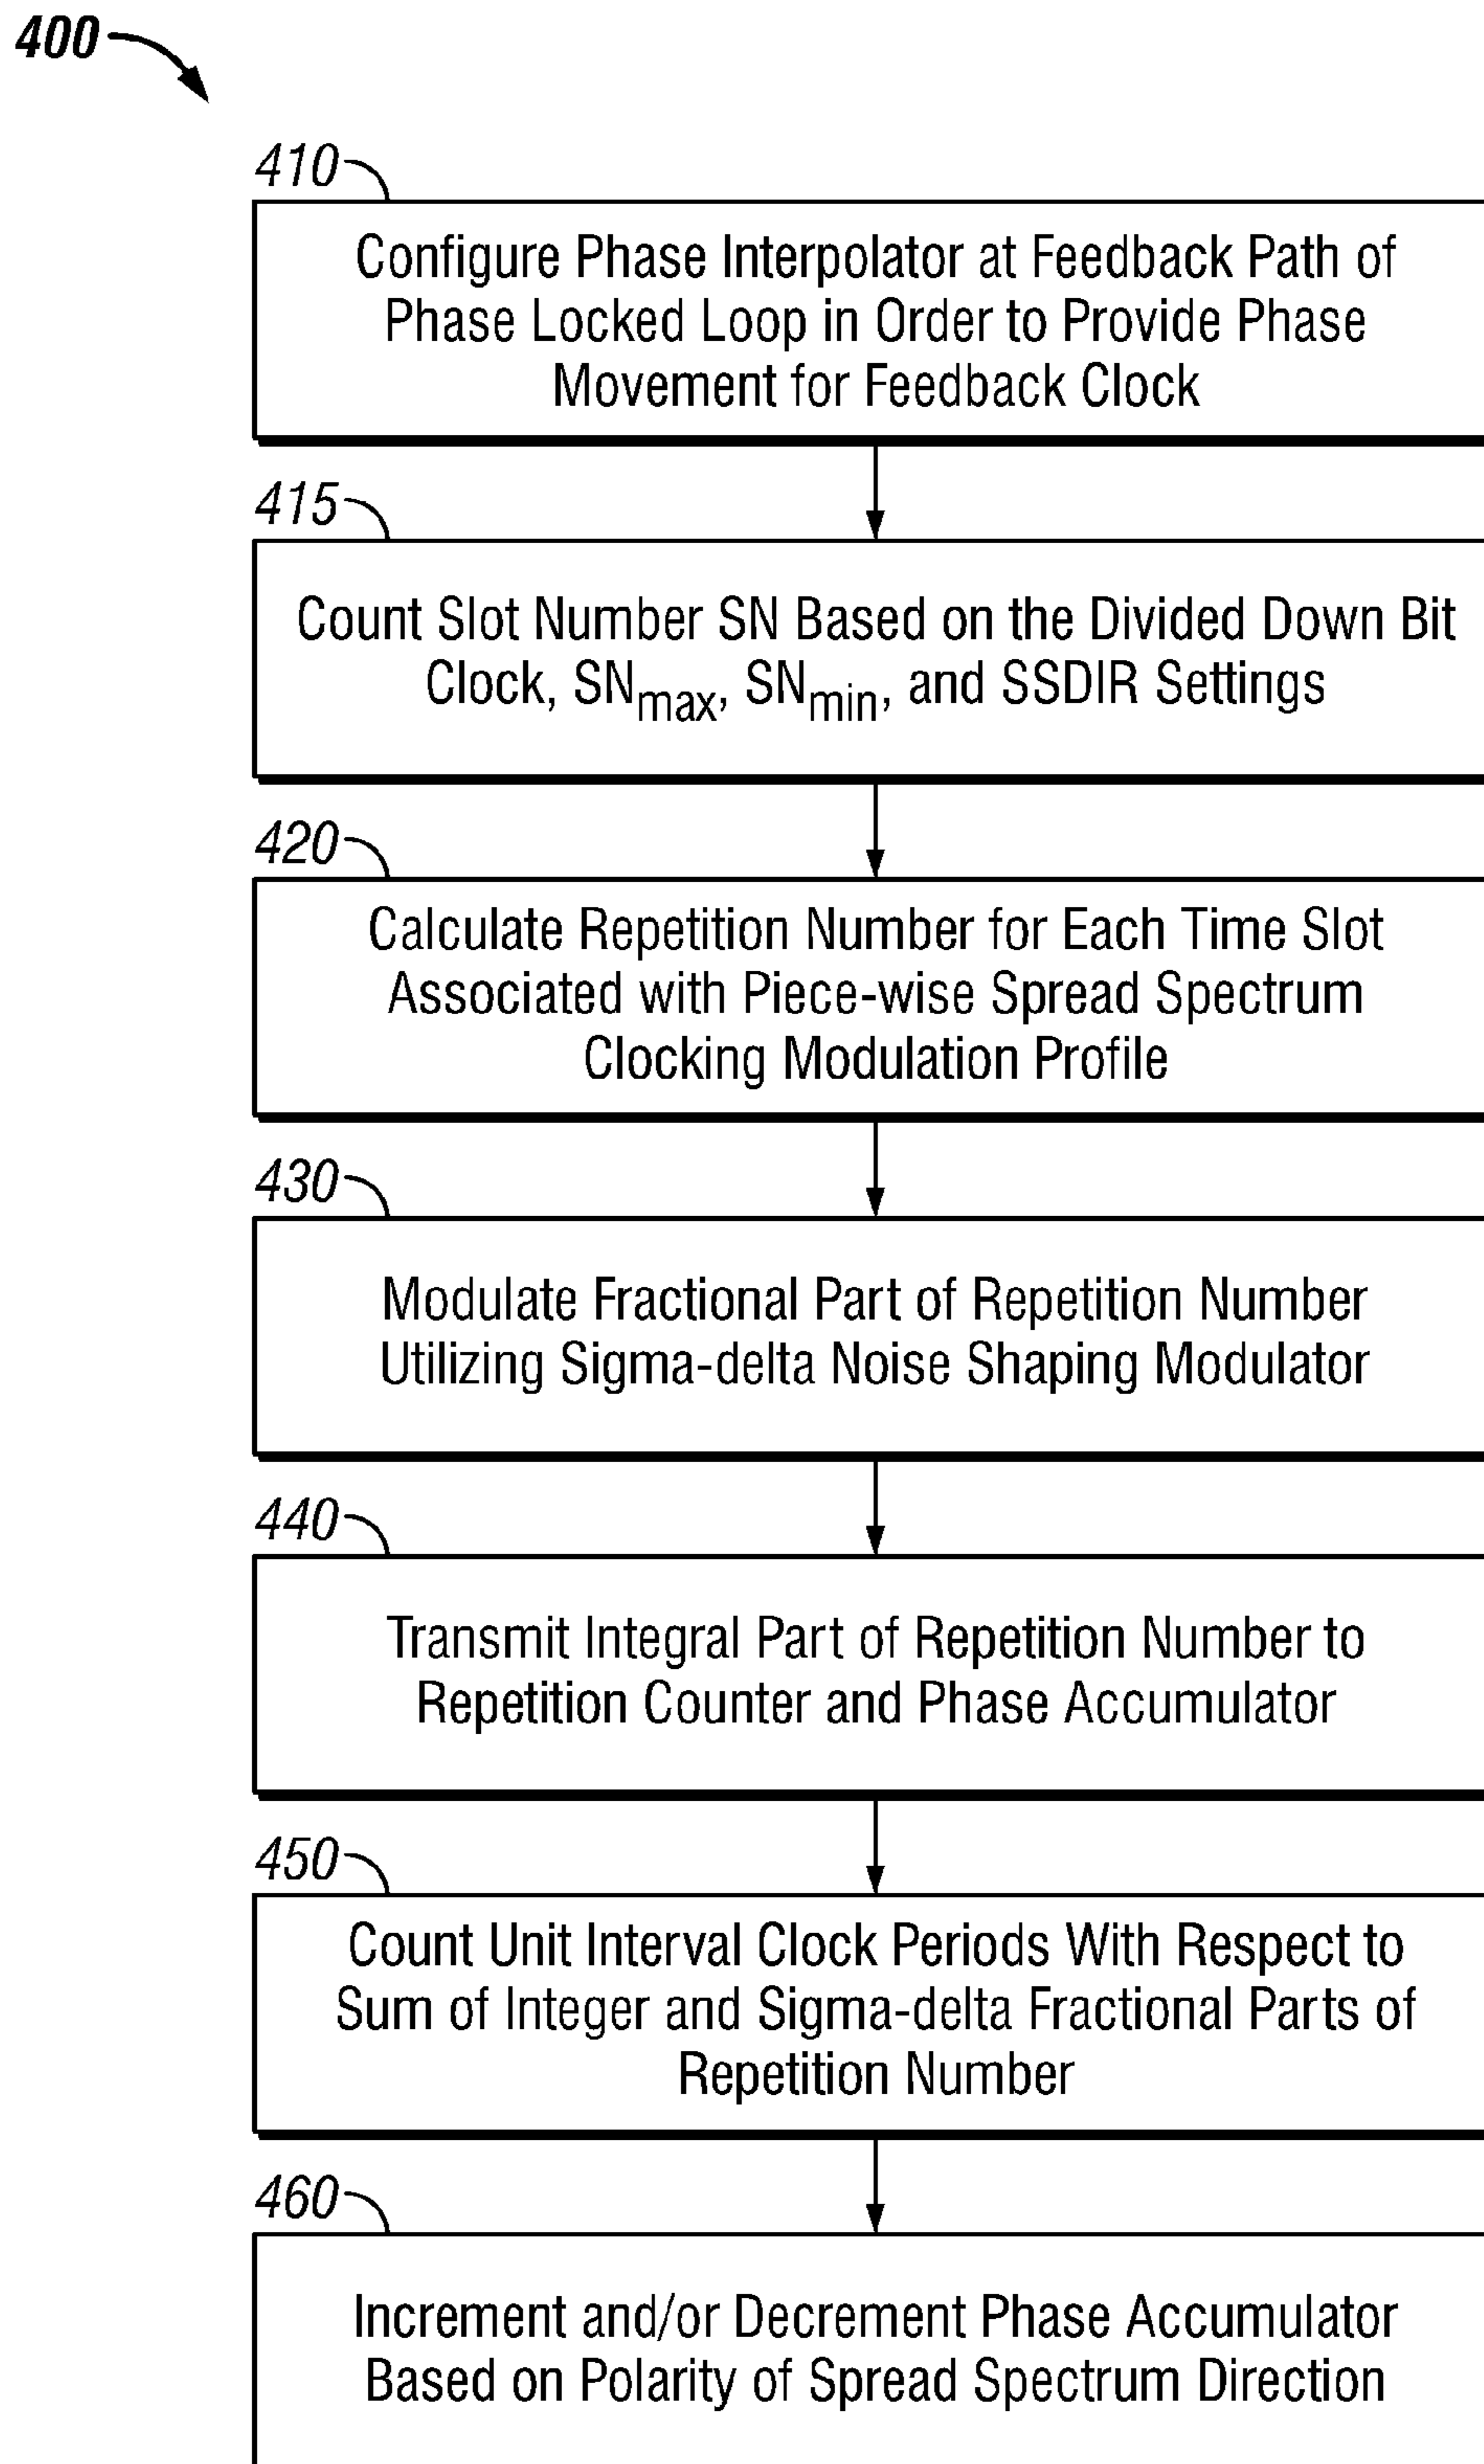 400
410
Configure Phase Interpolator at Feedback Path of
Phase Locked Loop in Order to Provide Phase
Movement for Feedback Clock
415
Count Slot Number SN Based on the Divided Down Bit
Clock, SNmax, SNmin, and SSDIR Settings
420
Calculate Repetition Number for Each Time Slot
Associated with Piece-wise Spread Spectrum
Clocking Modulation Profile
430
Modulate Fractional Part of Repetition Number
Utilizing Sigma-delta Noise Shaping Modulator
440
Transmit Integral Part of Repetition Number to
Repetition Counter and Phase Accumulator
450
Count Unit Interval Clock Periods With Respect to
Sum of Integer and Sigma-delta Fractional Parts of
Repetition Number
460
Increment and/or Decrement Phase Accumulator
Based on Polarity of Spread Spectrum Direction